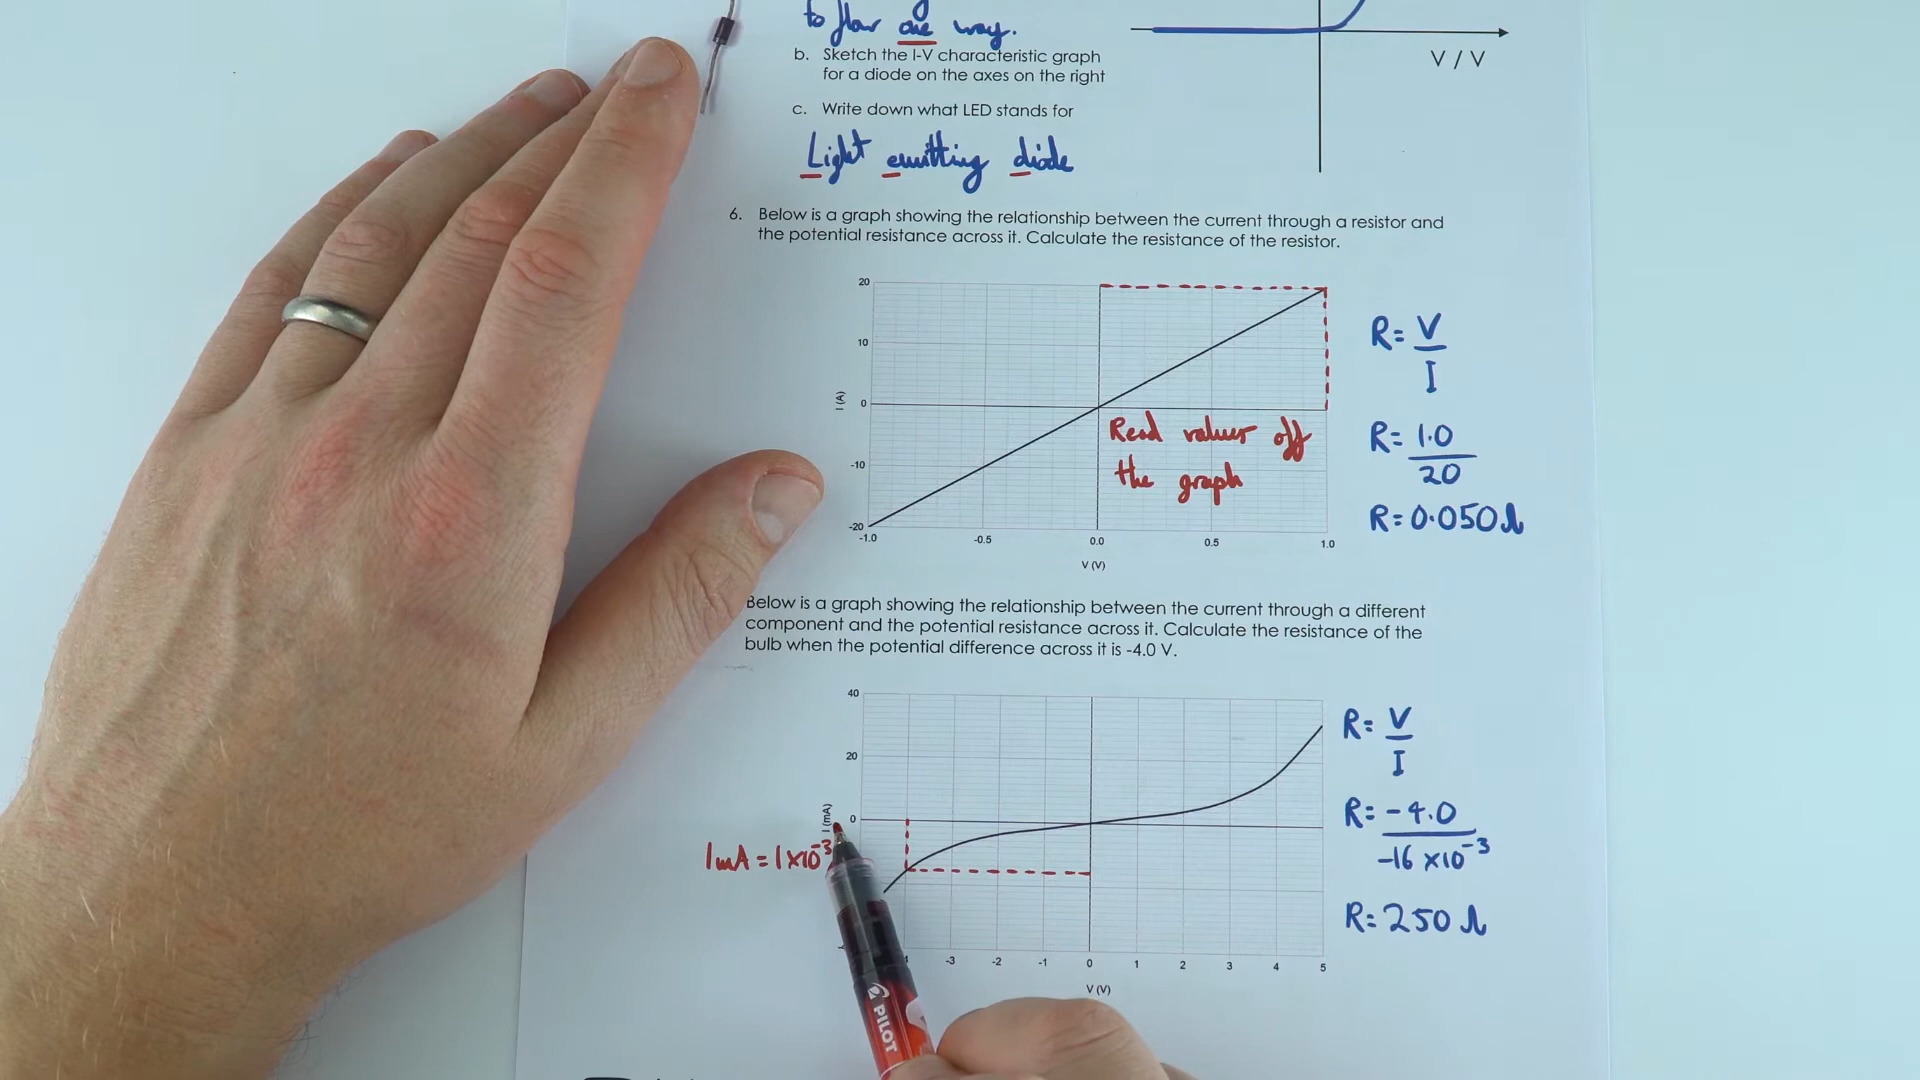 to flow one way.
b. Sketch the I-V characteristic graph
for a diode on the axes on the right
V / V
c. Write down what LED stands for
Light emitting diode
6. Below is a graph showing the relationship between the current through a resistor and
the potential resistance across it. Calculate the resistance of the resistor.
20
10
0
-10
-20
I (A)
-1.0 -0.5 0.0 0.5 1.0
V (V)
Read values off
the graph
R= V
I
R= 1.0
20
R= 0.050 Ω
Below is a graph showing the relationship between the current through a different
component and the potential resistance across it. Calculate the resistance of the
bulb when the potential difference across it is -4.0 V.
40
20
0
I (mA)
1mA = 1×10⁻³
-3 -2 -1 0 1 2 3 4 5
V (V)
R= V
I
R= -4.0
-16 ×10⁻³
R= 250 Ω
PILOT